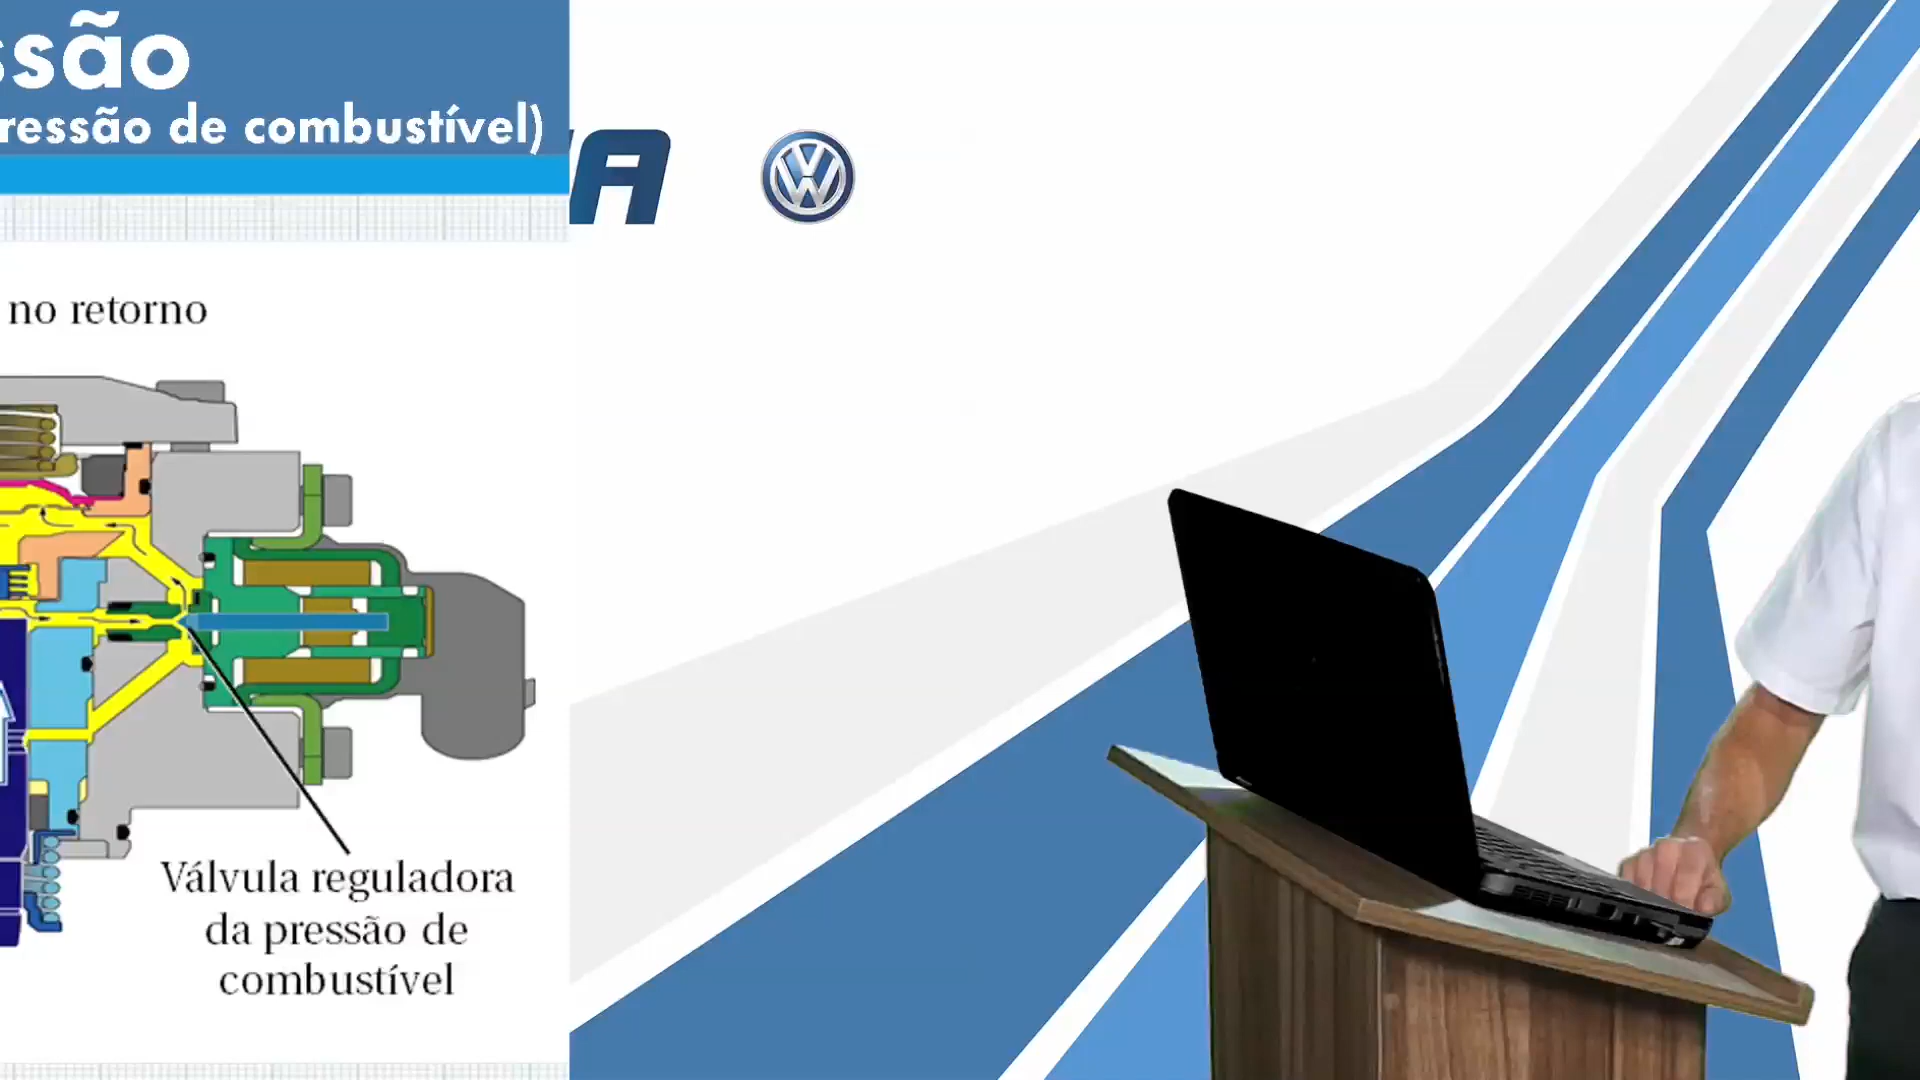 ssão
ressão de combustível)
A
no retorno
Válvula reguladora
da pressão de
combustível